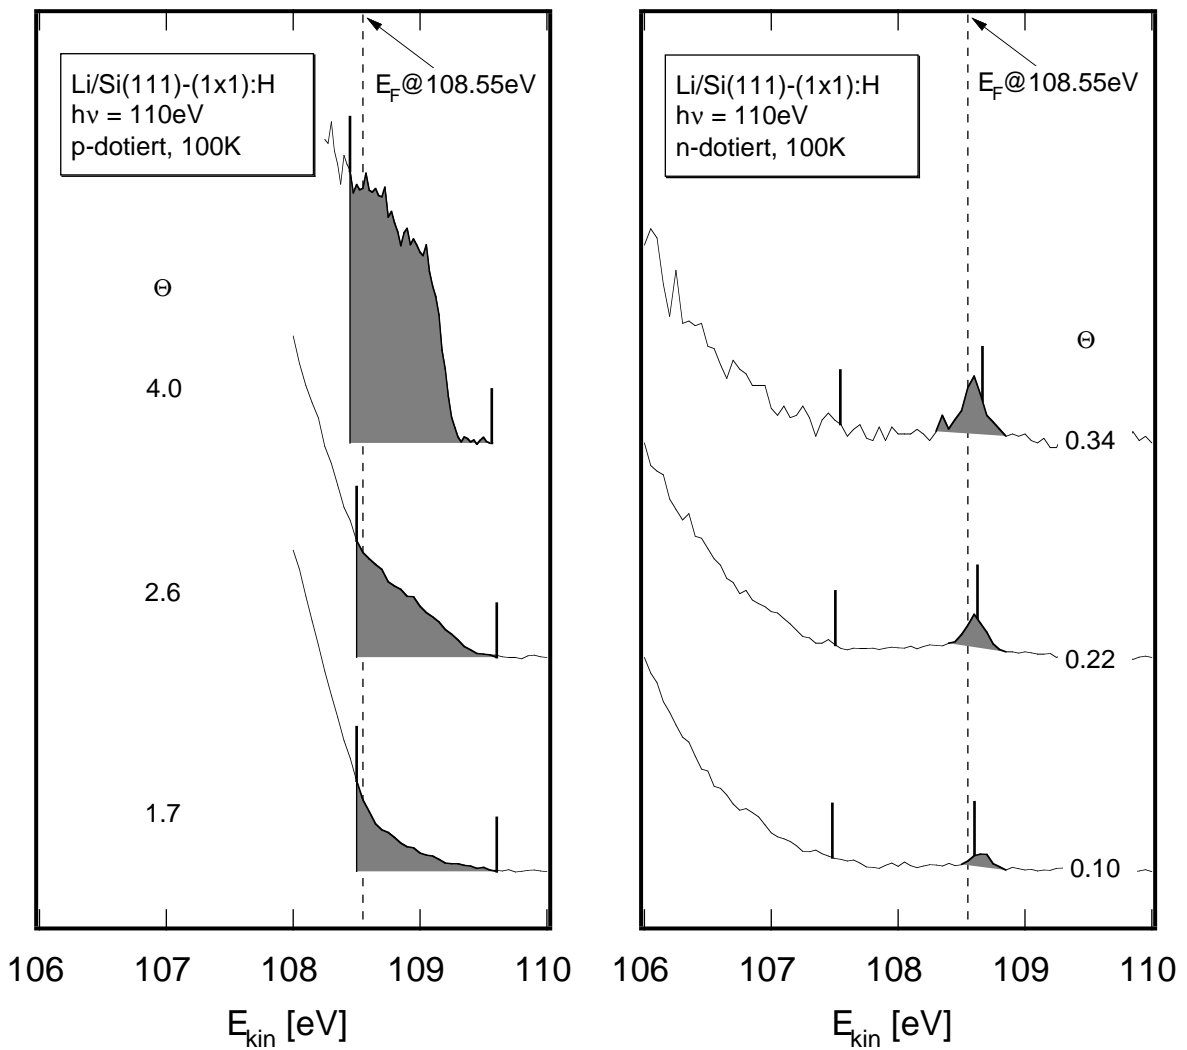 Li/Si(111)-(1x1):H
hν = 110eV
p-dotiert, 100K
E_F@108.55eV
Θ
4.0
2.6
1.7
106 107 108 109 110
E_kin [eV]
Li/Si(111)-(1x1):H
hν = 110eV
n-dotiert, 100K
E_F@108.55eV
Θ
0.34
0.22
0.10
106 107 108 109 110
E_kin [eV]